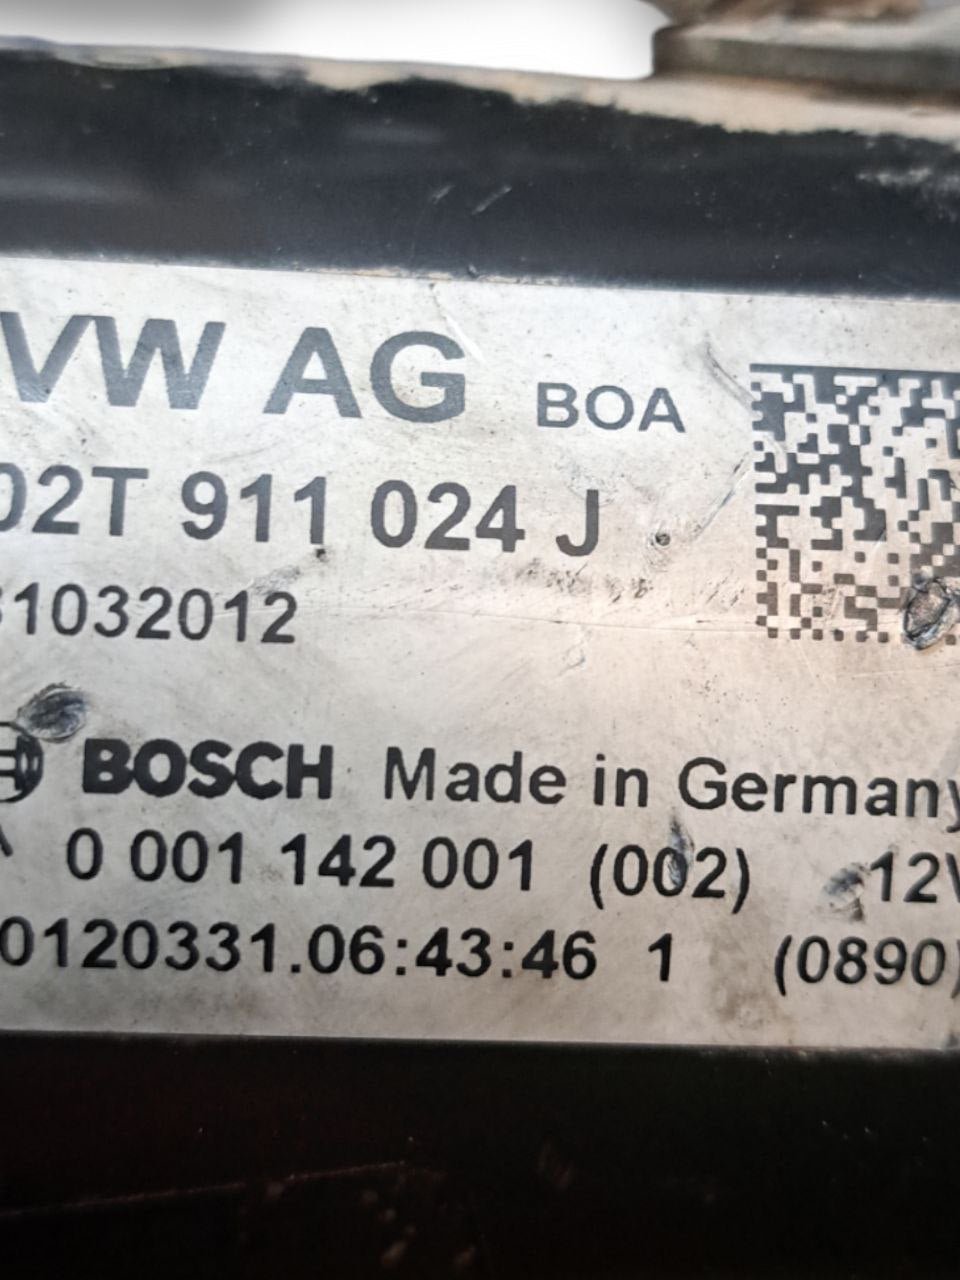 VW AG BOA
02T 911 024 J
31032012
BOSCH Made in Germany
0 001 142 001 (002) 12V
0120331.06:43:46 1 (0890)